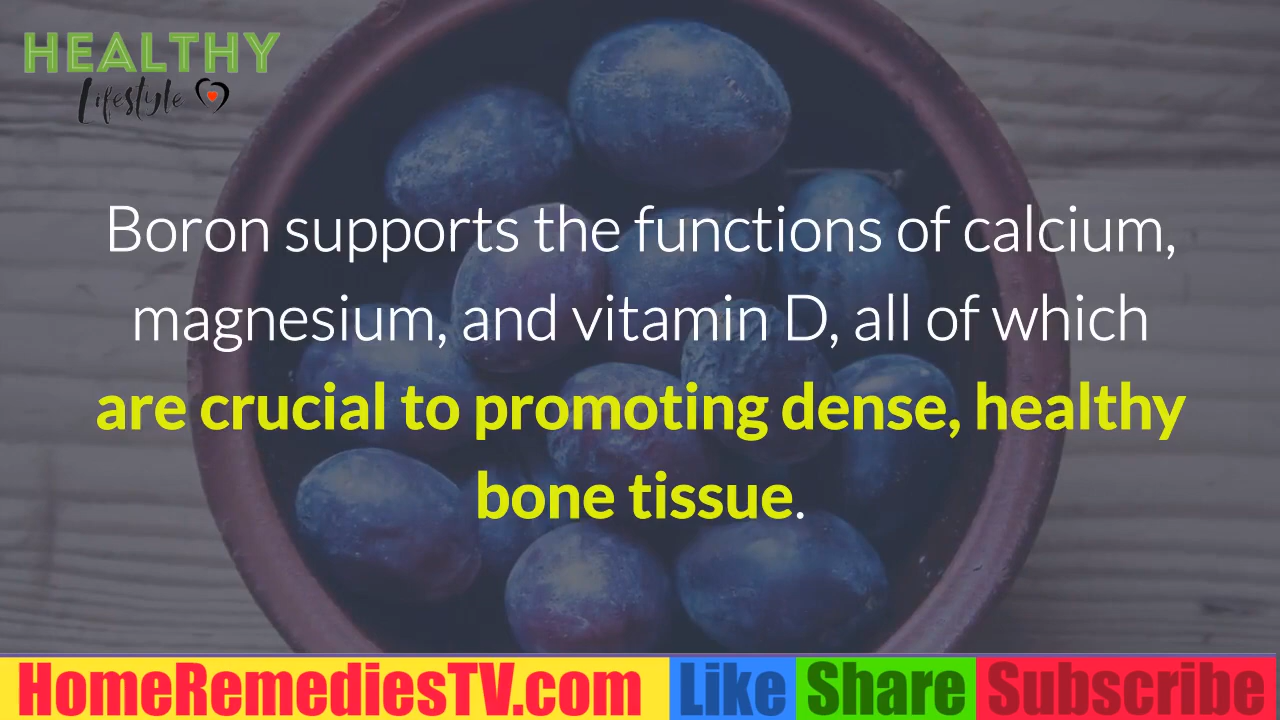 HEALTHY
Lifestyle
Boron supports the functions of calcium,
magnesium, and vitamin D, all of which
are crucial to promoting dense, healthy
bone tissue.
HomeRemediesTV.com Like Share Subscribe